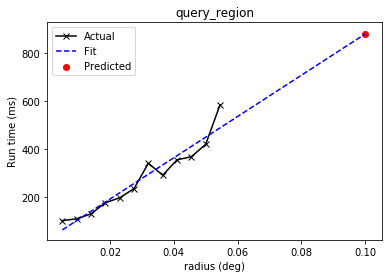 query_region
Actual
Fit
Predicted
Run time (ms)
800
600
400
200
0.02 0.04 0.06 0.08 0.10
radius (deg)